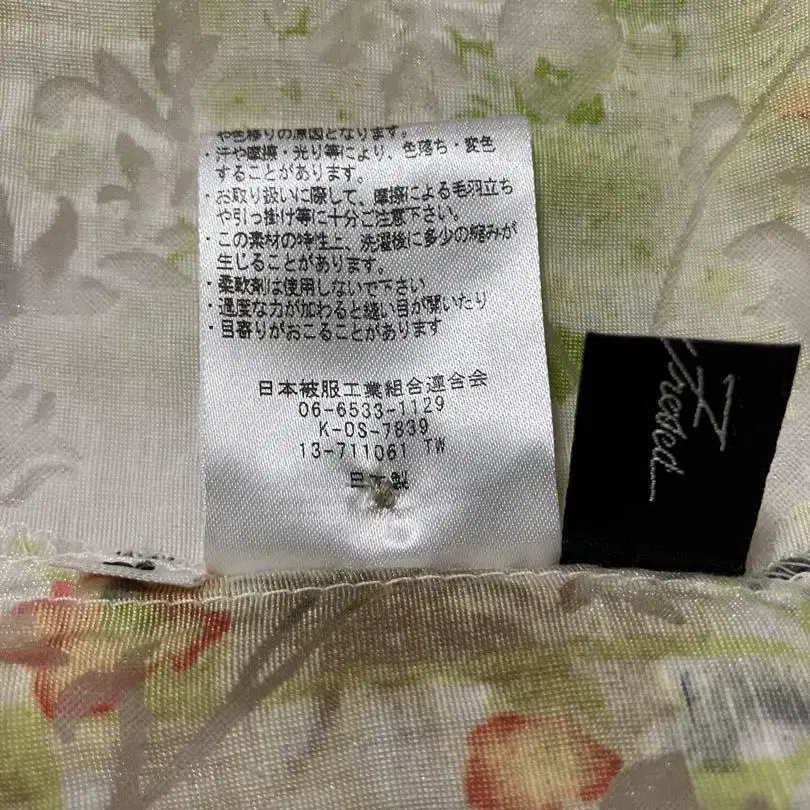 や色移りの原因となります。
・汗や摩擦・光り等により、色落ち・変色
することがあります。
・お取り扱いに際して、摩擦による毛羽立ち
や引っ掛け等に十分ご注意下さい。
・この素材の特性上、洗濯後に多少の縮みが
生じることがあります。
・柔軟剤は使用しないで下さい
・過度な力が加わると縫い目が開いたり
・目寄りがおこることがあります
日本被服工業組合連合会
06-6533-1129
K-OS-7839
13-711061 TW
日本製